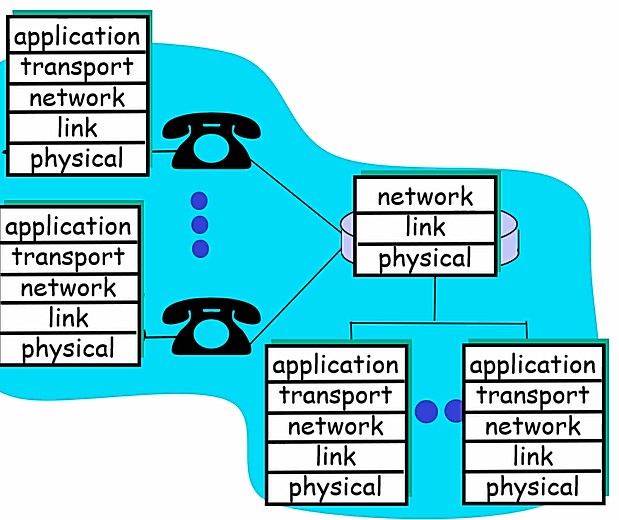 application
transport
network
link
physical
application
transport
network
link
physical
network
link
physical
application
transport
network
link
physical
application
transport
network
link
physical